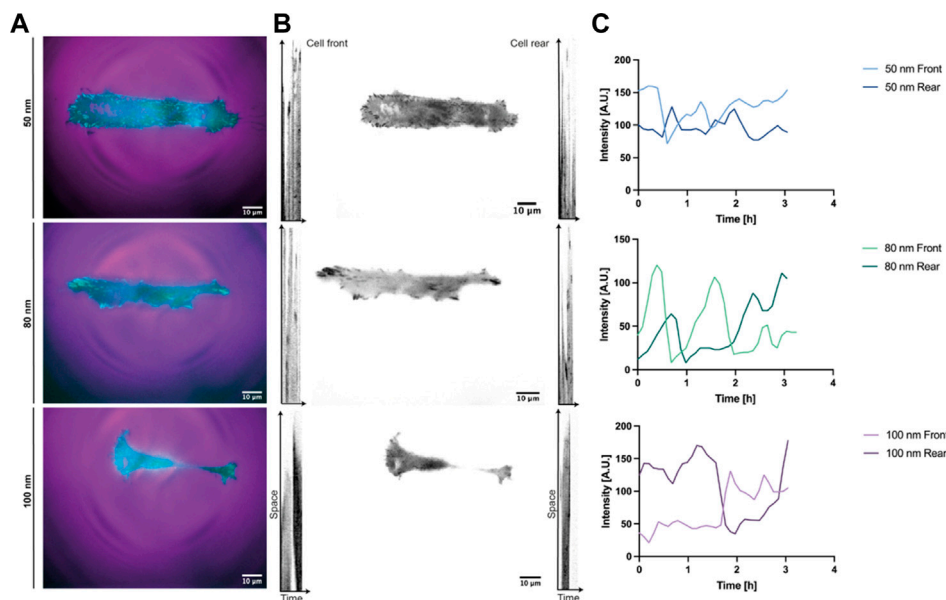 A
B
C
50 nm
10 µm
Cell front
Cell rear
10 µm
200
150
100
50
0
Intensity [A.U.]
0
1
2
3
4
Time [h]
50 nm Front
50 nm Rear
80 nm
10 µm
10 µm
150
100
50
0
Intensity [A.U.]
0
1
2
3
4
Time [h]
80 nm Front
80 nm Rear
100 nm
10 µm
Space
Time
10 µm
Space
Time
200
150
100
50
0
Intensity [A.U.]
0
1
2
3
4
Time [h]
100 nm Front
100 nm Rear